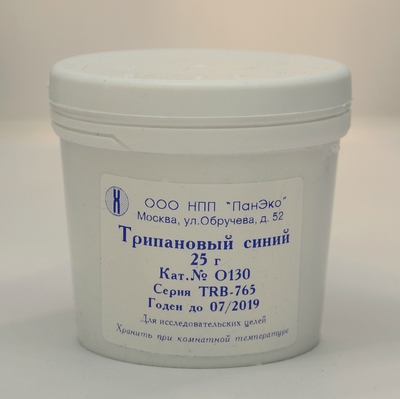 ООО НПП "ПанЭко"
Москва, ул.Обручева, д. 52
Трипановый синий
25 г
Кат.№ О130
Серия TRB-765
Годен до 07/2019
Для исследовательских целей
Хранить при комнатной температуре